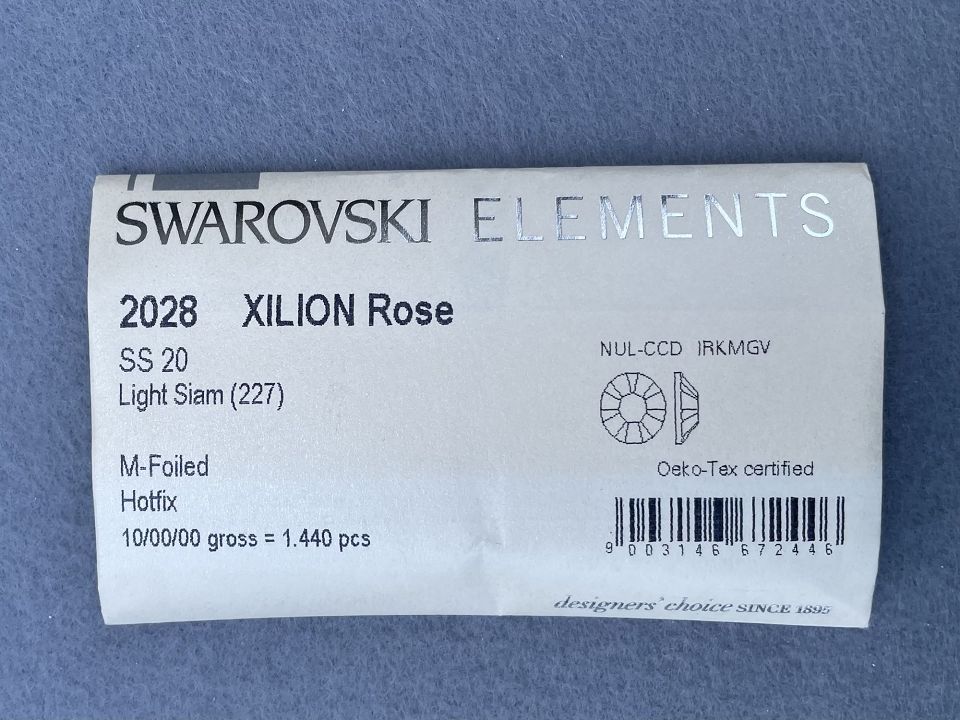 SWAROVSKI ELEMENTS
2028 XILION Rose
SS 20
Light Siam (227)
NUL-CCD IRKMGV
M-Foiled
Oeko-Tex certified
Hotfix
10/00/00 gross = 1.440 pcs
9 003146 672446
designers' choice SINCE 1895